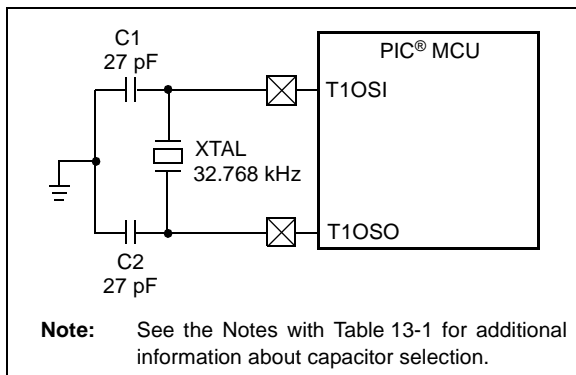 C1
27 pF
PIC® MCU
T1OSI
XTAL
32.768 kHz
T1OSO
C2
27 pF
Note: See the Notes with Table 13-1 for additional
information about capacitor selection.